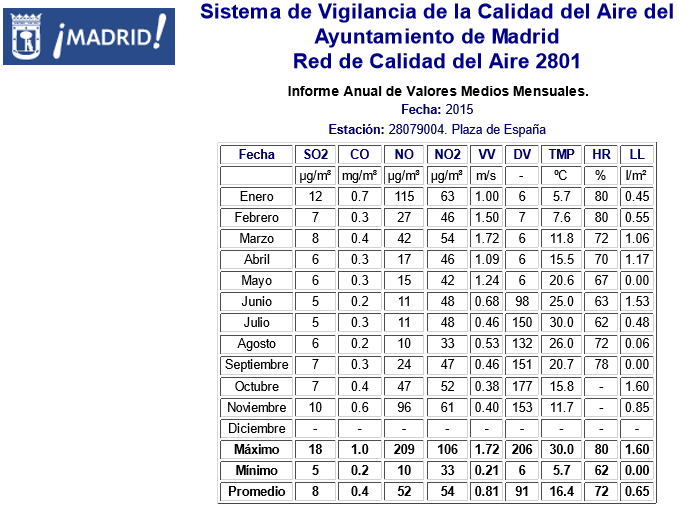 ¡MADRID!
Sistema de Vigilancia de la Calidad del Aire del
Ayuntamiento de Madrid
Red de Calidad del Aire 2801
Informe Anual de Valores Medios Mensuales.
Fecha: 2015
Estación: 28079004. Plaza de España
Fecha SO2 CO NO NO2 VV DV TMP HR LL
µg/m³ mg/m³ µg/m³ µg/m³ m/s - ºC % l/m²
Enero 12 0.7 115 63 1.00 6 5.7 80 0.45
Febrero 7 0.3 27 46 1.50 7 7.6 80 0.55
Marzo 8 0.4 42 54 1.72 6 11.8 72 1.06
Abril 6 0.3 17 46 1.09 6 15.5 70 1.17
Mayo 6 0.3 15 42 1.24 6 20.6 67 0.00
Junio 5 0.2 11 48 0.68 98 25.0 63 1.53
Julio 5 0.3 11 48 0.46 150 30.0 62 0.48
Agosto 6 0.2 10 33 0.53 132 26.0 72 0.06
Septiembre 7 0.3 24 47 0.46 151 20.7 78 0.00
Octubre 7 0.4 47 52 0.38 177 15.8 - 1.60
Noviembre 10 0.6 96 61 0.40 153 11.7 - 0.85
Diciembre - - - - - - - - -
Máximo 18 1.0 209 106 1.72 206 30.0 80 1.60
Mínimo 5 0.2 10 33 0.21 6 5.7 62 0.00
Promedio 8 0.4 52 54 0.81 91 16.4 72 0.65